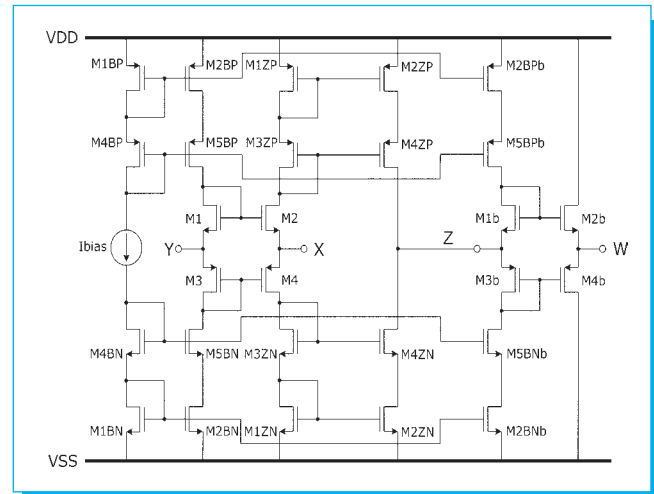 VDD
M1BP M2BP M1ZP M2ZP M2BPb
M4BP M5BP M3ZP M4ZP M5BPb
M1 M2 M1b M2b
Ibias Y X Z W
M3 M4 M3b M4b
M4BN M5BN M3ZN M4ZN M5BNb
M1BN M2BN M1ZN M2ZN M2BNb
VSS